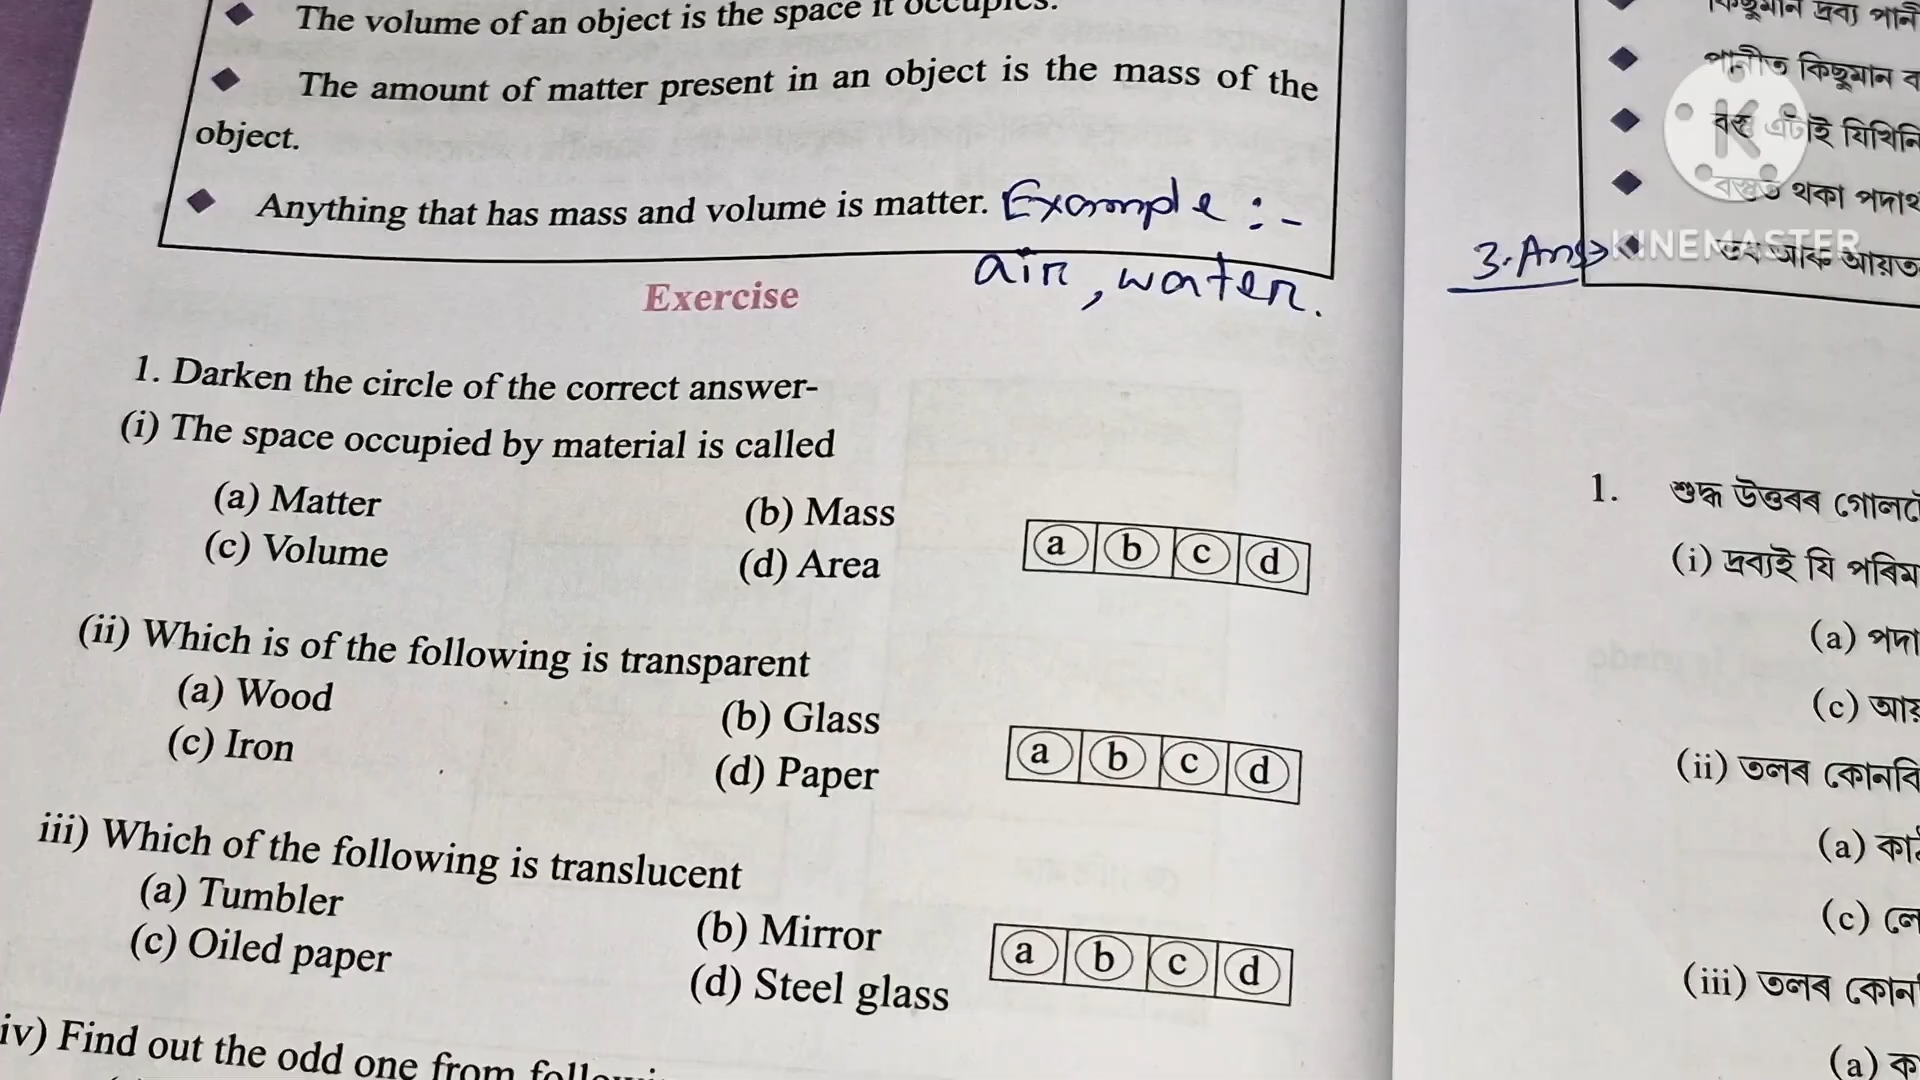 The volume of an object is the space it occupies.
The amount of matter present in an object is the mass of the
object.
Anything that has mass and volume is matter. Example :-
air, water.
Exercise
1. Darken the circle of the correct answer-
(i) The space occupied by material is called
(a) Matter (b) Mass
(c) Volume (d) Area
a b c d
(ii) Which is of the following is transparent
(a) Wood (b) Glass
(c) Iron (d) Paper
a b c d
iii) Which of the following is translucent
(a) Tumbler (b) Mirror
(c) Oiled paper (d) Steel glass
a b c d
iv) Find out the odd one from
কিছুমান দ্ৰব্য
পানীত কিছুমান
বস্তু এটাই যিখিনি
বস্তুত থকা
3. Ans আৰু
K
KINEMASTER
1. শুদ্ধ উত্তৰৰ
(i) দ্ৰব্যই যি
(a)
(c)
(ii) তলৰ
(a)
(c)
(iii) তলৰ
(a)